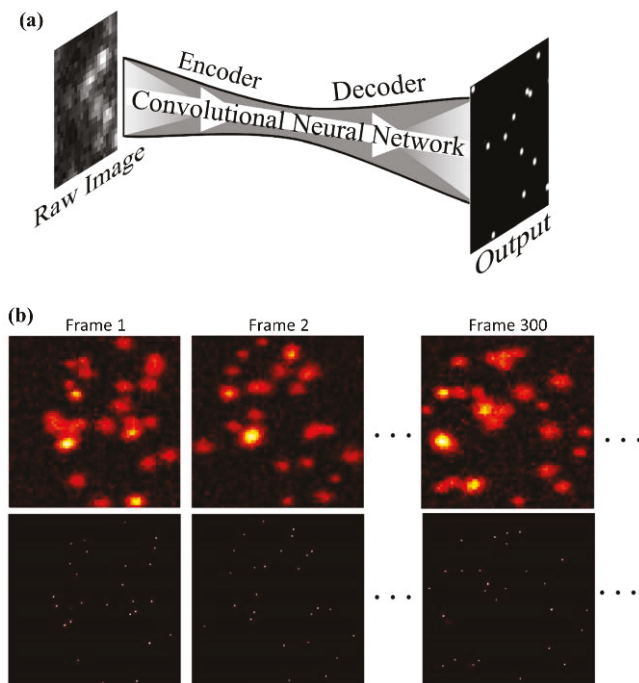 (a)
Encoder
Decoder
Convolutional Neural Network
Raw Image
Output
(b)
Frame 1 Frame 2 Frame 300
. . . . . .
. . . . . .